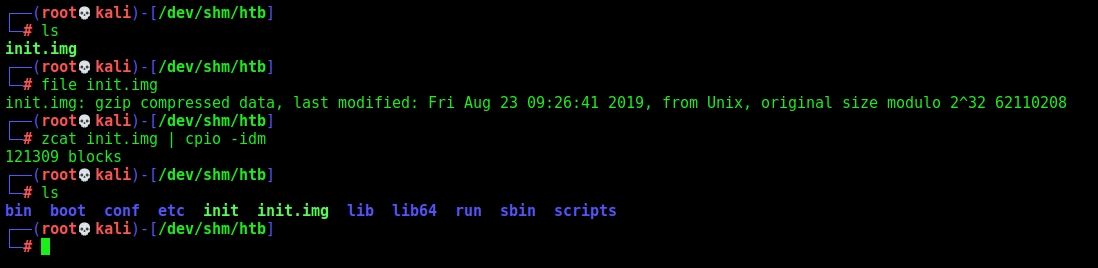 ┌──(root💀kali)-[/dev/shm/htb]
└─# ls
init.img
┌──(root💀kali)-[/dev/shm/htb]
└─# file init.img
init.img: gzip compressed data, last modified: Fri Aug 23 09:26:41 2019, from Unix, original size modulo 2^32 62110208
┌──(root💀kali)-[/dev/shm/htb]
└─# zcat init.img | cpio -idm
121309 blocks
┌──(root💀kali)-[/dev/shm/htb]
└─# ls
bin  boot  conf  etc  init  init.img  lib  lib64  run  sbin  scripts
┌──(root💀kali)-[/dev/shm/htb]
└─#